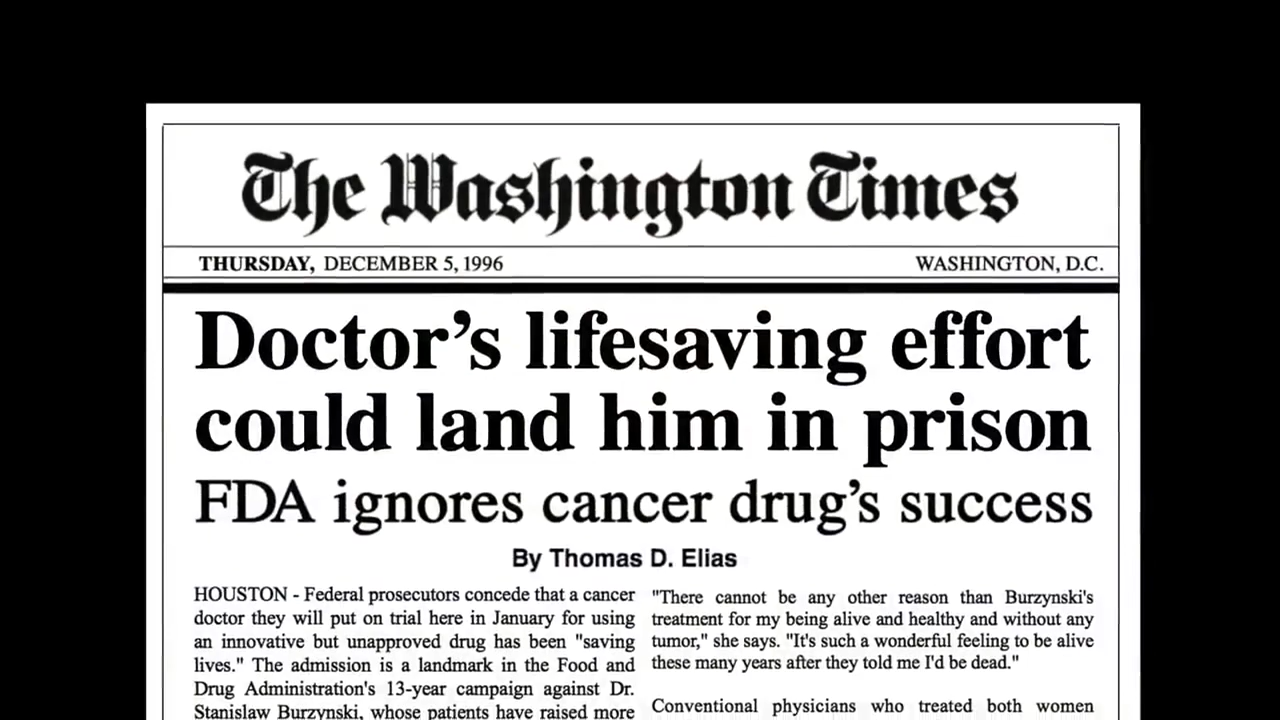 The Washington Times
THURSDAY, DECEMBER 5, 1996
WASHINGTON, D.C.
Doctor's lifesaving effort
could land him in prison
FDA ignores cancer drug's success
By Thomas D. Elias
HOUSTON - Federal prosecutors concede that a cancer
doctor they will put on trial here in January for using
an innovative but unapproved drug has been "saving
lives." The admission is a landmark in the Food and
Drug Administration's 13-year campaign against Dr.
Stanislaw Burzynski, whose patients have raised more
"There cannot be any other reason than Burzynski's
treatment for my being alive and healthy and without any
tumor," she says. "It's such a wonderful feeling to be alive
these many years after they told me I'd be dead."
Conventional physicians who treated both women